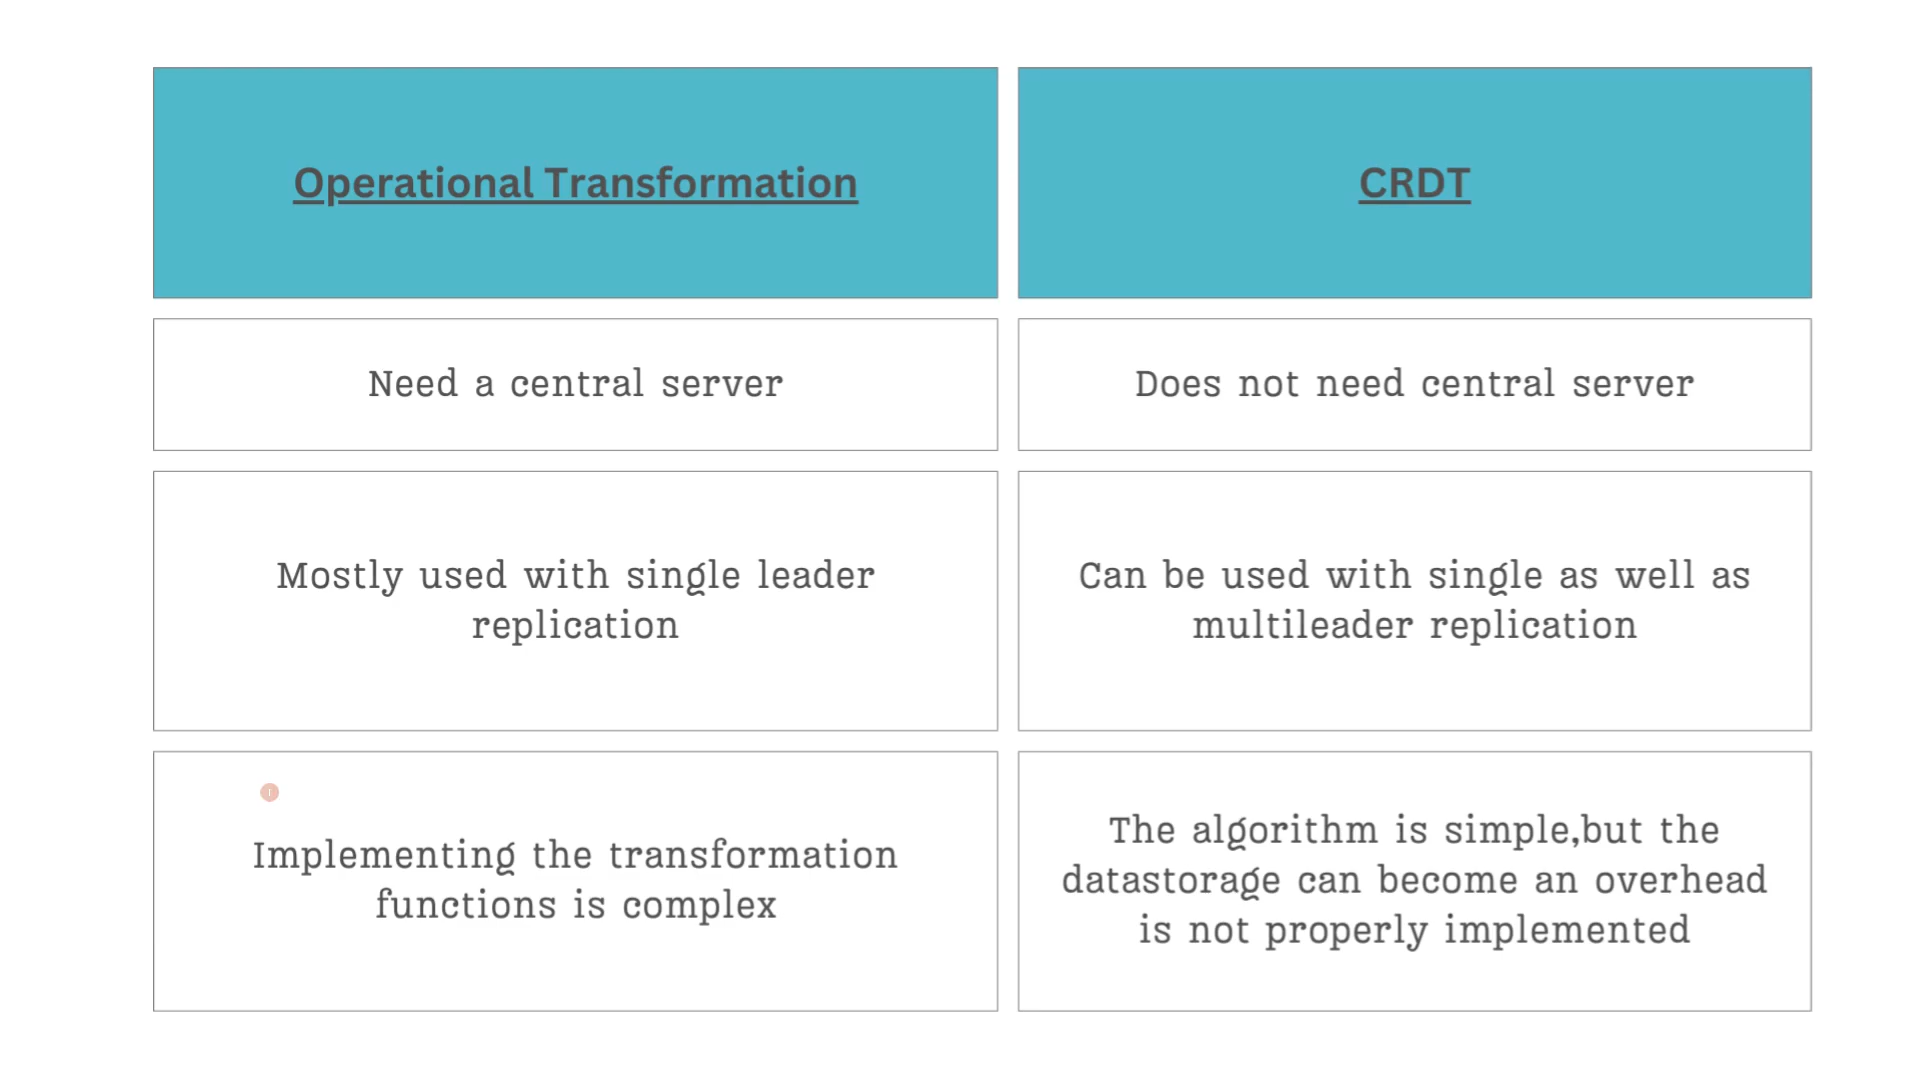 Operational Transformation
CRDT
Need a central server
Does not need central server
Mostly used with single leader
replication
Can be used with single as well as
multileader replication
Implementing the transformation
functions is complex
The algorithm is simple,but the
datastorage can become an overhead
is not properly implemented